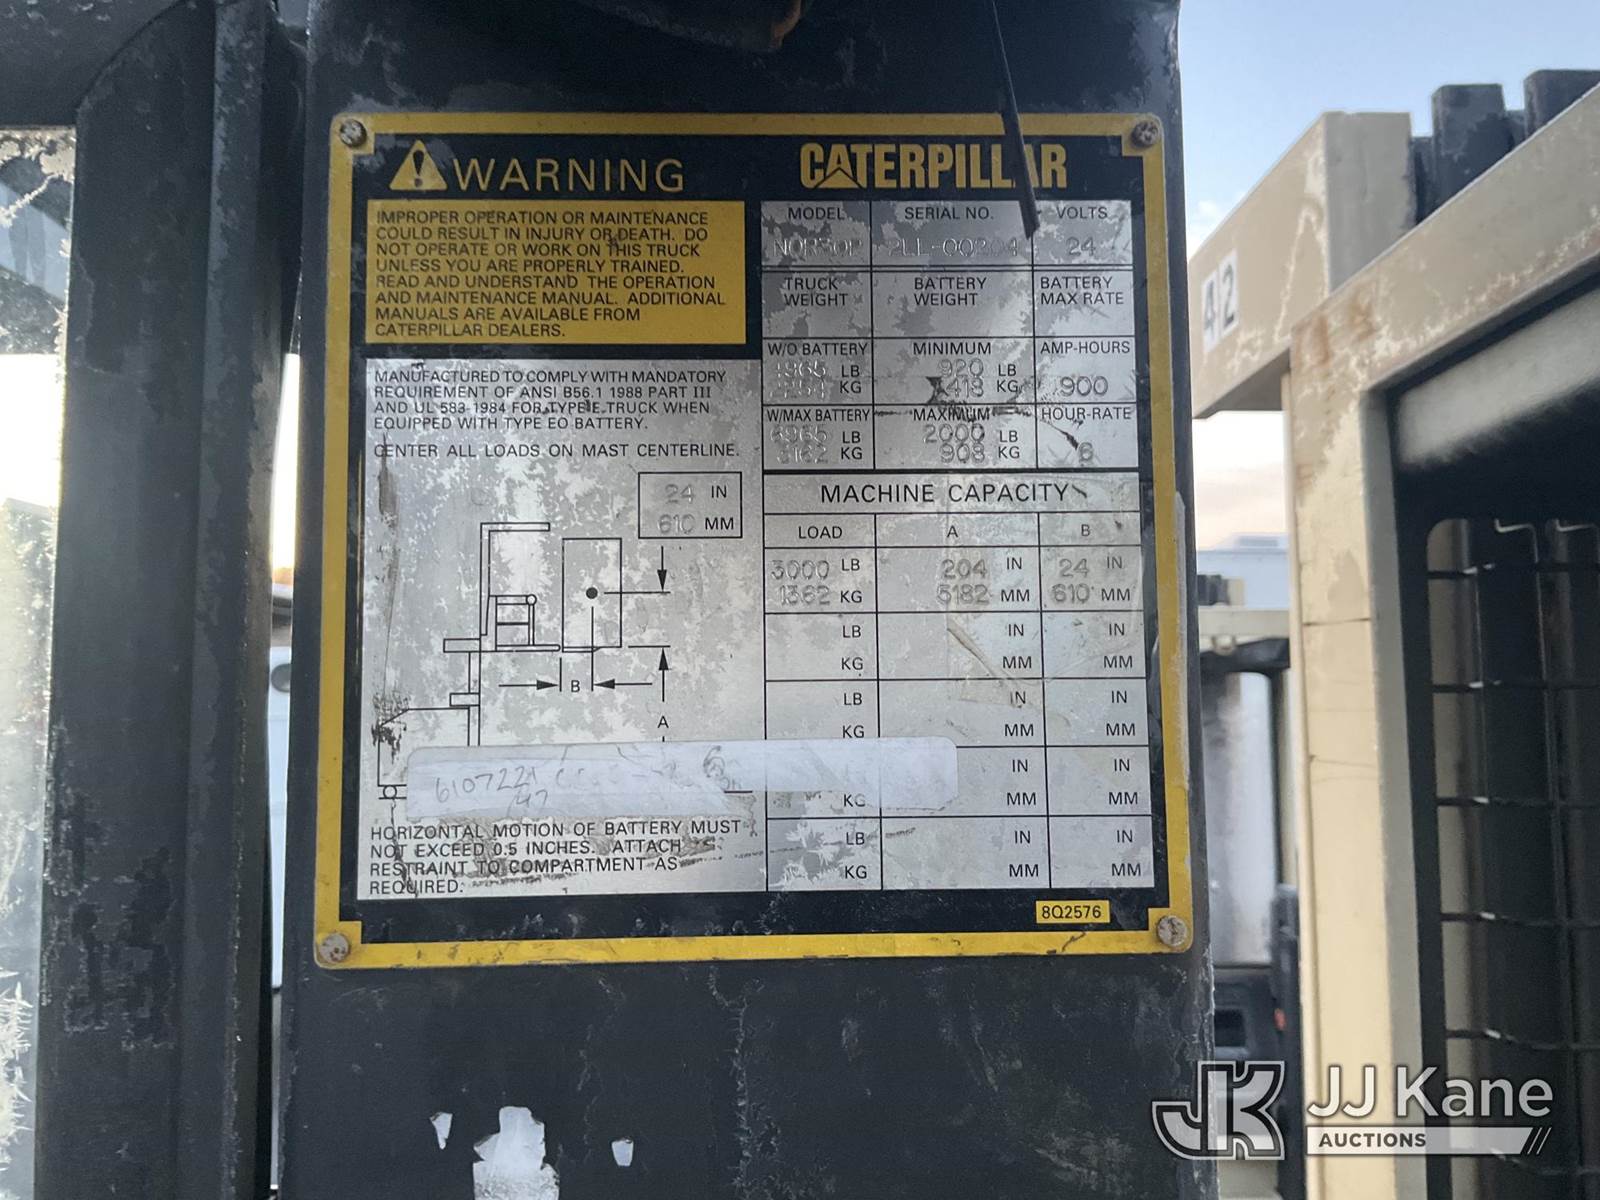 WARNING
IMPROPER OPERATION OR MAINTENANCE
COULD RESULT IN INJURY OR DEATH. DO
NOT OPERATE OR WORK ON THIS TRUCK
UNLESS YOU ARE PROPERLY TRAINED.
READ AND UNDERSTAND THE OPERATION
AND MAINTENANCE MANUAL. ADDITIONAL
MANUALS ARE AVAILABLE FROM
CATERPILLAR DEALERS.
MANUFACTURED TO COMPLY WITH MANDATORY
REQUIREMENT OF ANSI B56.1 1988 PART III
AND UL 583-1984 FOR TYPE E TRUCK WHEN
EQUIPPED WITH TYPE EO BATTERY.
CENTER ALL LOADS ON MAST CENTERLINE.
24 IN
610 MM
B
A
6107221
HORIZONTAL MOTION OF BATTERY MUST
NOT EXCEED 0.5 INCHES. ATTACH
RESTRAINT TO COMPARTMENT AS
REQUIRED.
CATERPILLAR
MODEL SERIAL NO. VOLTS
24
TRUCK WEIGHT BATTERY WEIGHT BATTERY MAX RATE
W/O BATTERY MINIMUM AMP-HOURS
LB 920 LB
KG 418 KG 900
W/MAX BATTERY MAXIMUM HOUR-RATE
6965 LB 2000 LB
3162 KG 908 KG 6
MACHINE CAPACITY
LOAD A B
3000 LB 204 IN 24 IN
1362 KG 5182 MM 610 MM
LB IN IN
KG MM MM
LB IN IN
KG MM MM
IN IN
KG MM MM
LB IN IN
KG MM MM
8Q2576
42
JK JJ Kane
AUCTIONS